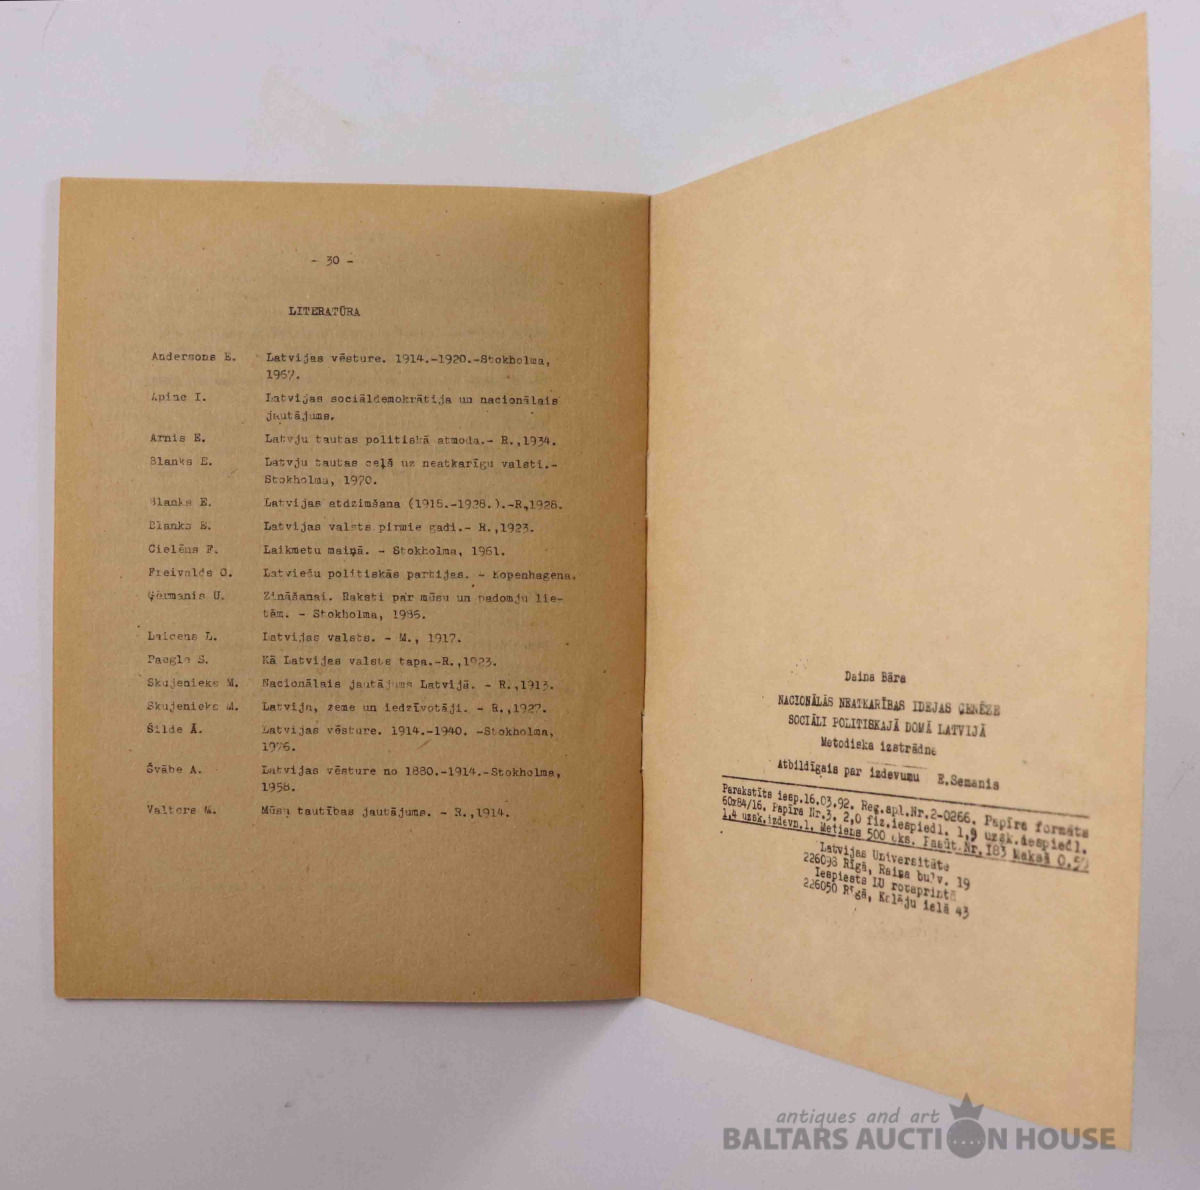 - 30 -
LITERATŪRA
Andersons E. Latvijas vēsture. 1914.-1920.-Stokholma,
1967.
Apine I. Latvijas sociāldemokrātija un nacionālais
jautājums.
Arnis E. Latvju tautas politiskā atmoda.- R.,1934.
Blanks E. Latvju tautas ceļā uz neatkarīgu valsti.-
Stokholma, 1970.
Blanks E. Latvijas atdzimšana (1915.-1928.).-R,1928.
Blanks E. Latvijas valsts pirmie gadi.- R.,1923.
Cielēns F. Laikmetu maiņā. - Stokholma, 1961.
Freivalds O. Latviešu politiskās partijas. - Kopenhagena,
Ģērmanis U. Zināšanai. Raksti par mūsu un padomju lie-
tām. - Stokholma, 1985.
Laicens L. Latvijas valsts. - M., 1917.
Paegle S. Kā Latvijas valsts tapa.-R.,1923.
Skujenieks M. Nacionālais jautājums Latvijā. - R.,1913.
Skujenieks M. Latvija, zeme un iedzīvotāji. - R.,1927.
Šilde Ā. Latvijas vēsture. 1914.-1940. -Stokholma,
1976.
Švābe A. Latvijas vēsture no 1880.-1914.-Stokholma,
1958.
Valters M. Mūsu tautības jautājums. - R.,1914.
Daina Bāra
NACIONĀLĀS NEATKARĪBAS IDEJAS ĢENĒZE
SOCIĀLI POLITISKAJĀ DOMĀ LATVIJĀ
Metodiska izstrādne
Atbildīgais par izdevumu E.Semanis
Parakstīts iesp.16.03.92. Reģ.apl.Nr.2-0266. Papīra formāts
60x84/16. Papīrs Nr.3. 2,0 fiz.iespiedl. 1,9 uzsk.iespiedl.
1,4 uzsk.izdevn.l. Metiens 500 eks. Pasūt.Nr. 183 Maksā 0.50
Latvijas Universitāte
226098 Rīgā, Raiņa bulv. 19
Iespiests LU rotaprintā
226050 Rīgā, Kalēju ielā 43
antiques and art
BALTARS AUCTION HOUSE